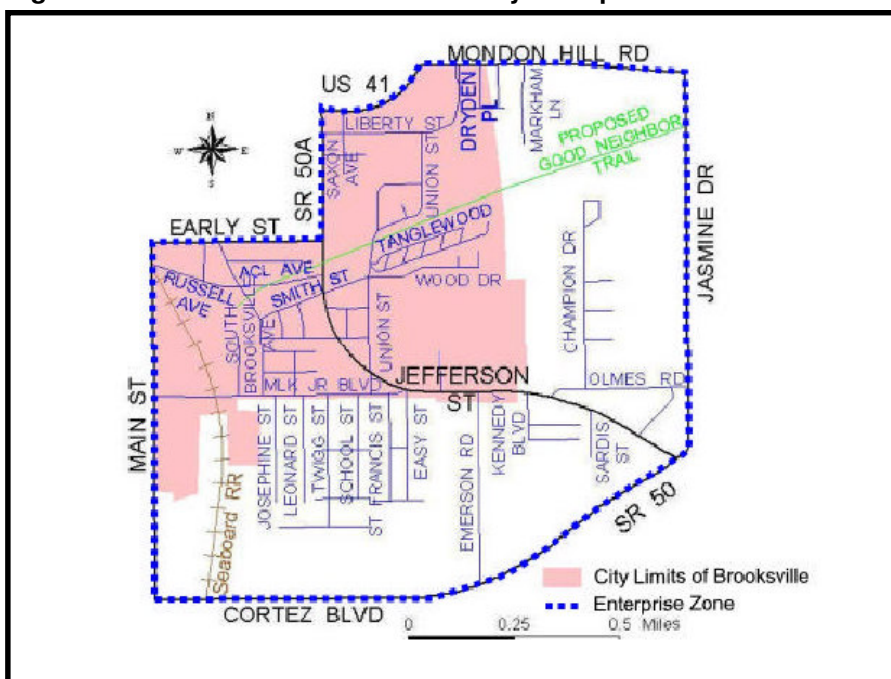 MONDON HILL RD
US 41
N
W E
S
LIBERTY ST
DRYDEN
PL
MARKHAM
LN
SAXON
AVE
UNION ST
PROPOSED
GOOD NEIGHBOR
TRAIL
SR 50A
EARLY ST
TANGLEWOOD
ACL AVE
RUSSELL
AVE
SMITH ST
WOOD DR
JASMINE DR
CHAMPION DR
SOUTH
BROOKSVIL
AVE
UNION ST
MLK JR BLVD
JEFFERSON
ST
OLMES RD
MAIN ST
JOSEPHINE ST
LEONARD ST
TWIGG ST
SCHOOL ST
ST FRANCIS ST
EASY ST
EMERSON RD
KENNEDY
BLVD
SARDIS
ST
Seaboard RR
SR 50
CORTEZ BLVD
City Limits of Brooksville
Enterprise Zone
0 0.25 0.5 Miles